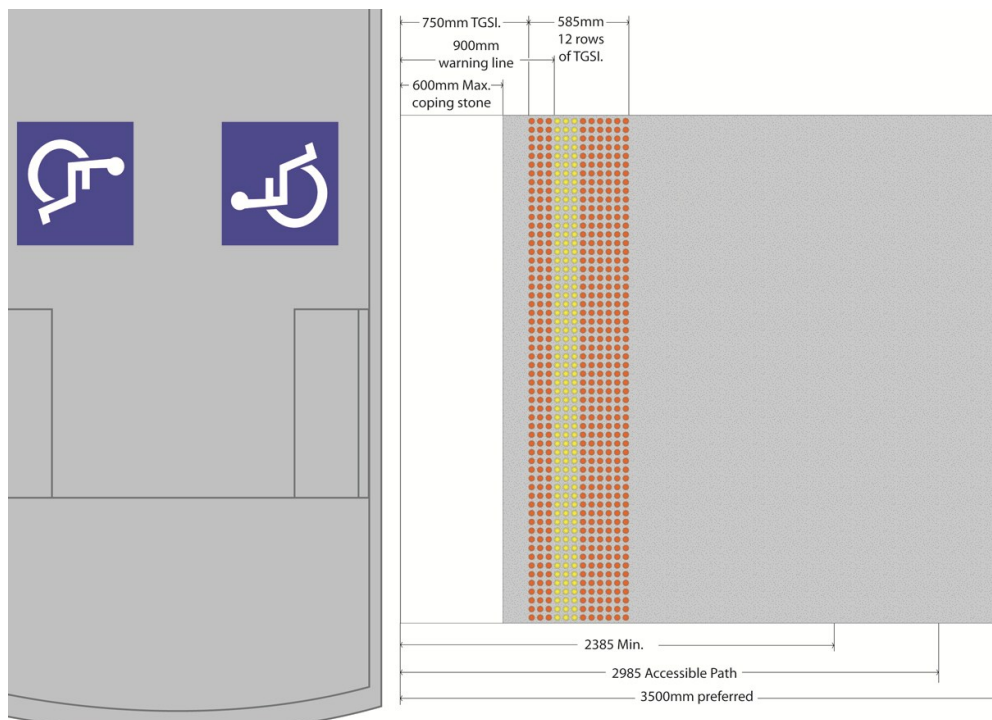 750mm TGSI.
585mm
12 rows
of TGSI.
900mm
warning line
600mm Max.
coping stone
2385 Min.
2985 Accessible Path
3500mm preferred